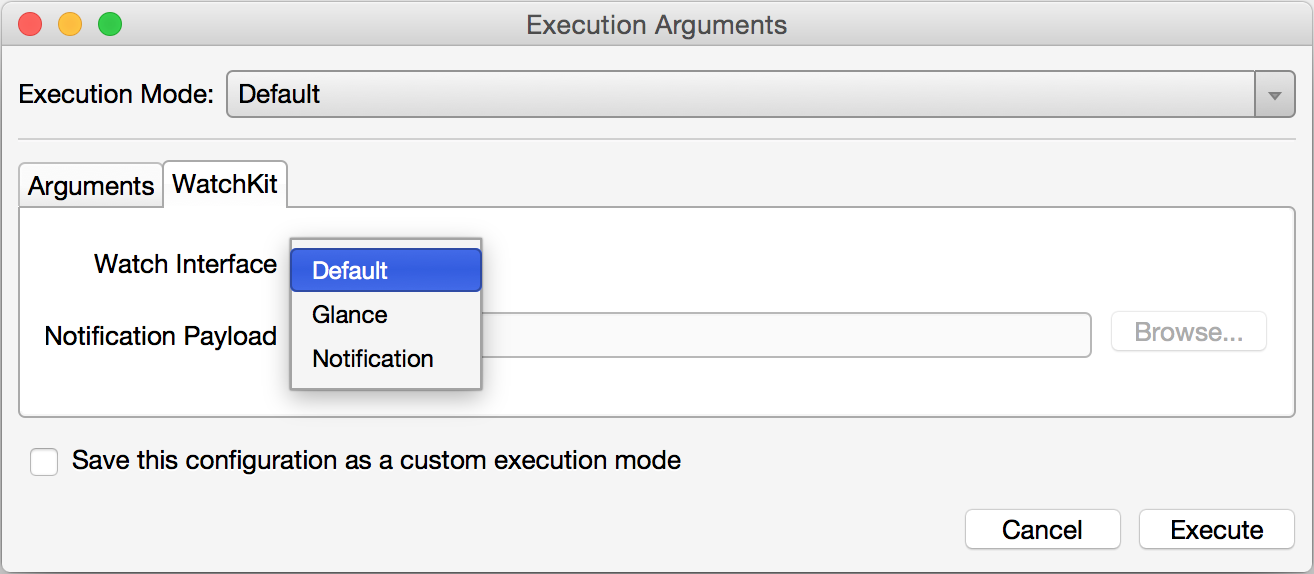 Execution Arguments
Execution Mode: Default
Arguments WatchKit
Watch Interface Default
Glance
Notification Payload Browse...
Notification
Save this configuration as a custom execution mode
Cancel Execute